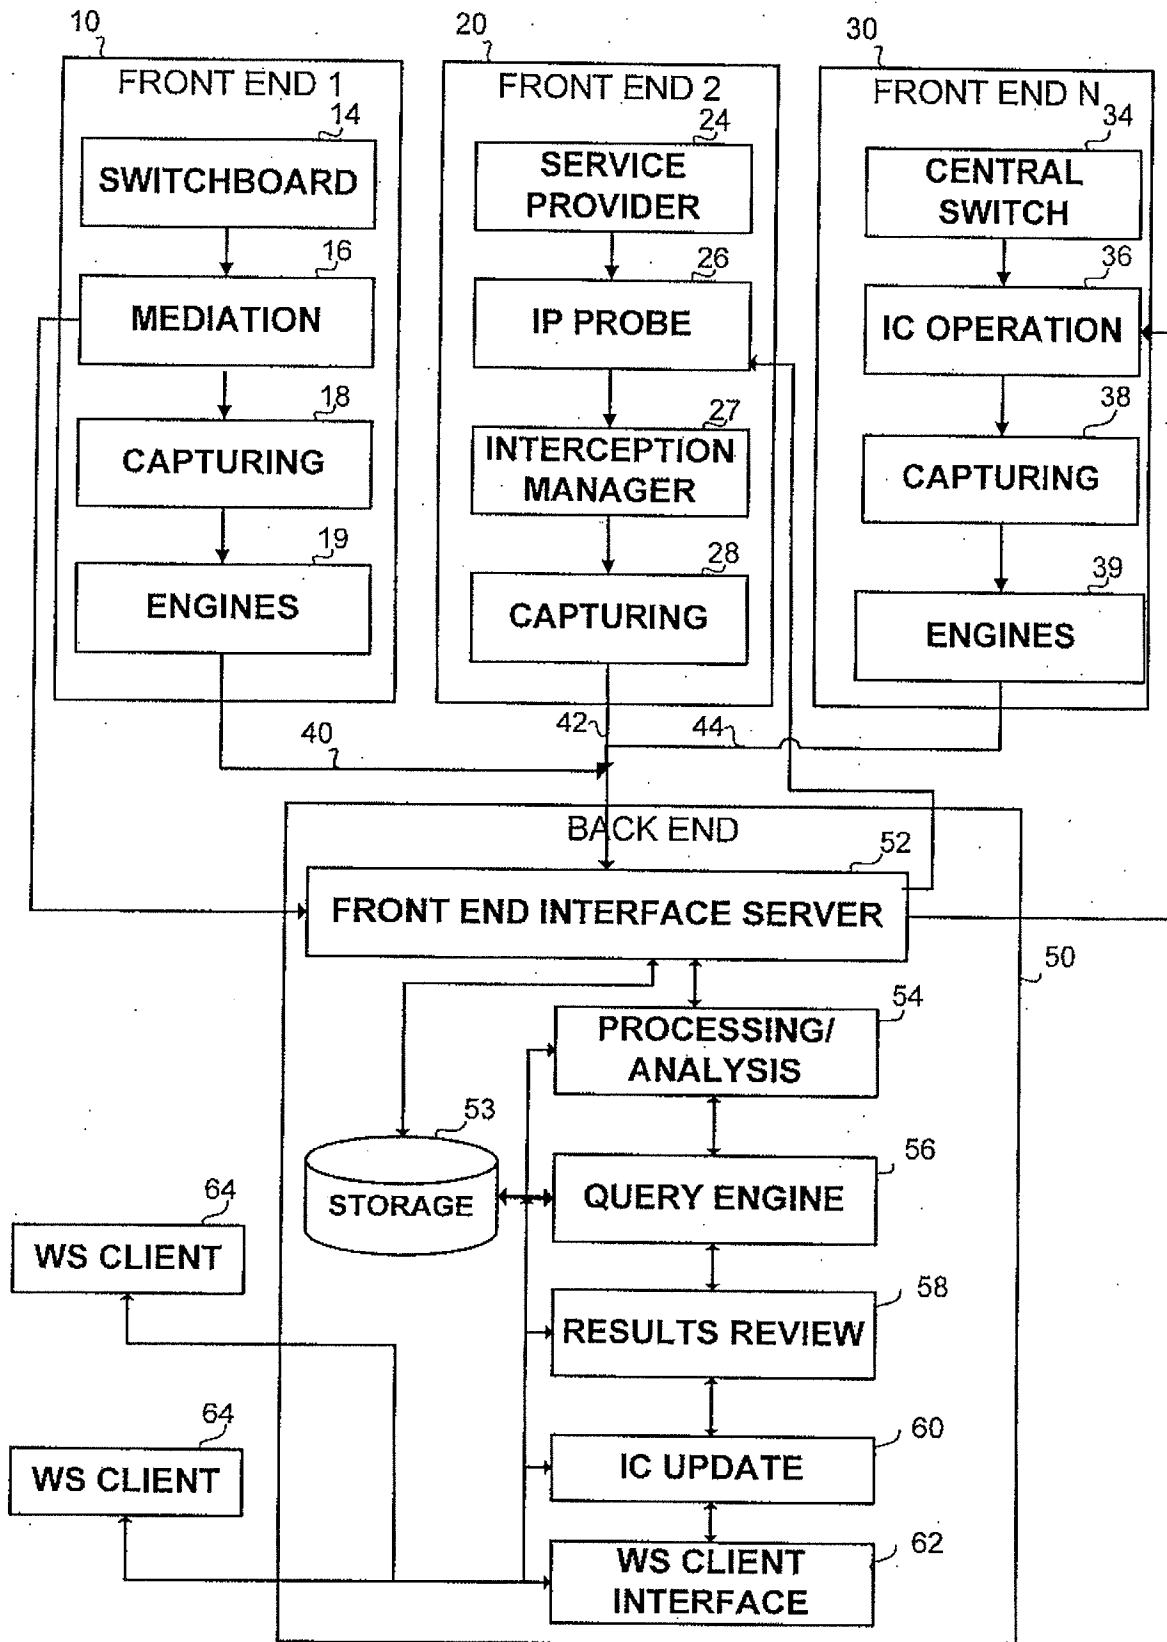 10
FRONT END 1
14
SWITCHBOARD
16
MEDIATION
18
CAPTURING
19
ENGINES
20
FRONT END 2
24
SERVICE
PROVIDER
26
IP PROBE
27
INTERCEPTION
MANAGER
28
CAPTURING
30
FRONT END N
34
CENTRAL
SWITCH
36
IC OPERATION
38
CAPTURING
39
ENGINES
40
42
44
BACK END
52
FRONT END INTERFACE SERVER
50
54
PROCESSING/
ANALYSIS
53
STORAGE
56
QUERY ENGINE
64
WS CLIENT
58
RESULTS REVIEW
64
WS CLIENT
60
IC UPDATE
62
WS CLIENT
INTERFACE